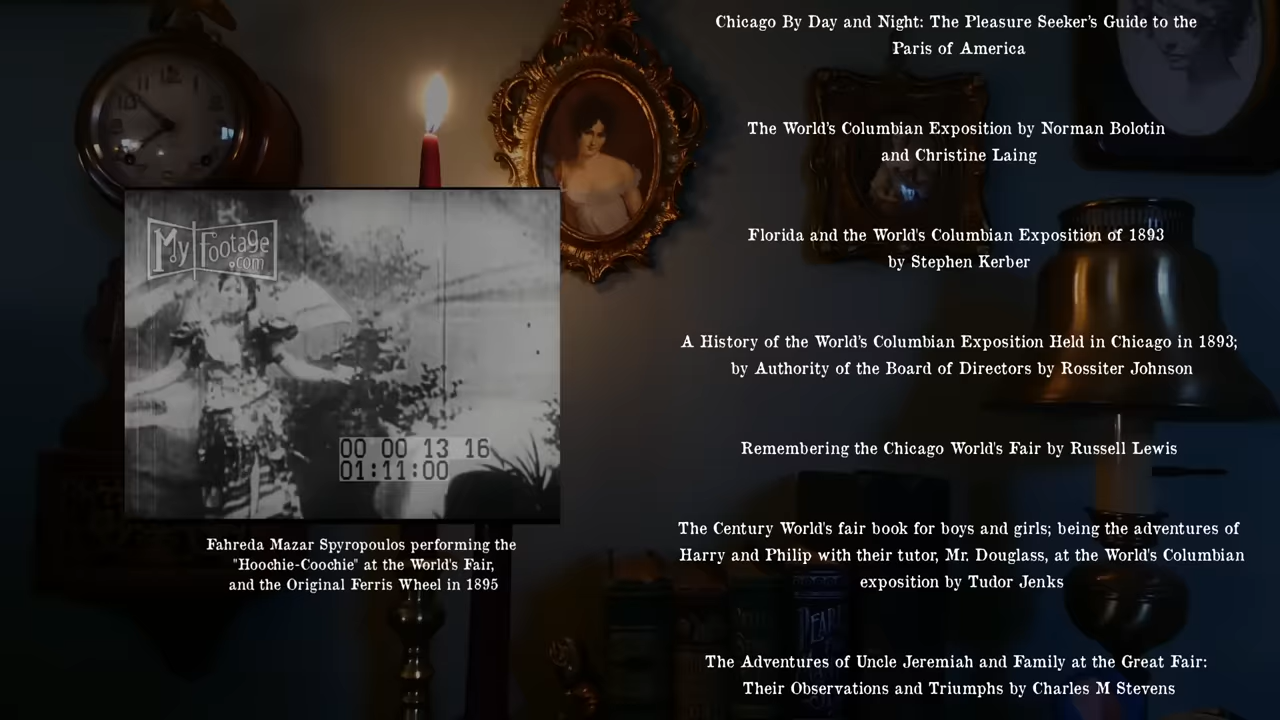 Chicago By Day and Night: The Pleasure Seeker's Guide to the
Paris of America
The World's Columbian Exposition by Norman Bolotin
and Christine Laing
Florida and the World's Columbian Exposition of 1893
by Stephen Kerber
A History of the World's Columbian Exposition Held in Chicago in 1893;
by Authority of the Board of Directors by Rossiter Johnson
Remembering the Chicago World's Fair by Russell Lewis
The Century World's fair book for boys and girls; being the adventures of
Harry and Philip with their tutor, Mr. Douglass, at the World's Columbian
exposition by Tudor Jenks
The Adventures of Uncle Jeremiah and Family at the Great Fair:
Their Observations and Triumphs by Charles M Stevens
My Footage
.com
00 00 13 16
01:11:00
Fahreda Mazar Spyropoulos performing the
"Hoochie-Coochie" at the World's Fair,
and the Original Ferris Wheel in 1895